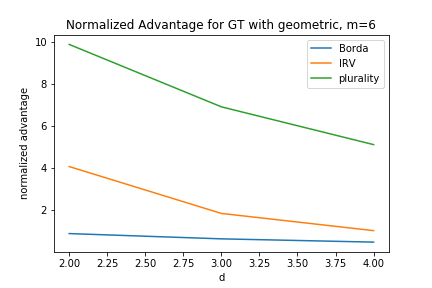 Normalized Advantage for GT with geometric, m=6
10
8
6
4
2
normalized advantage
Borda
IRV
plurality
2.00 2.25 2.50 2.75 3.00 3.25 3.50 3.75 4.00
d